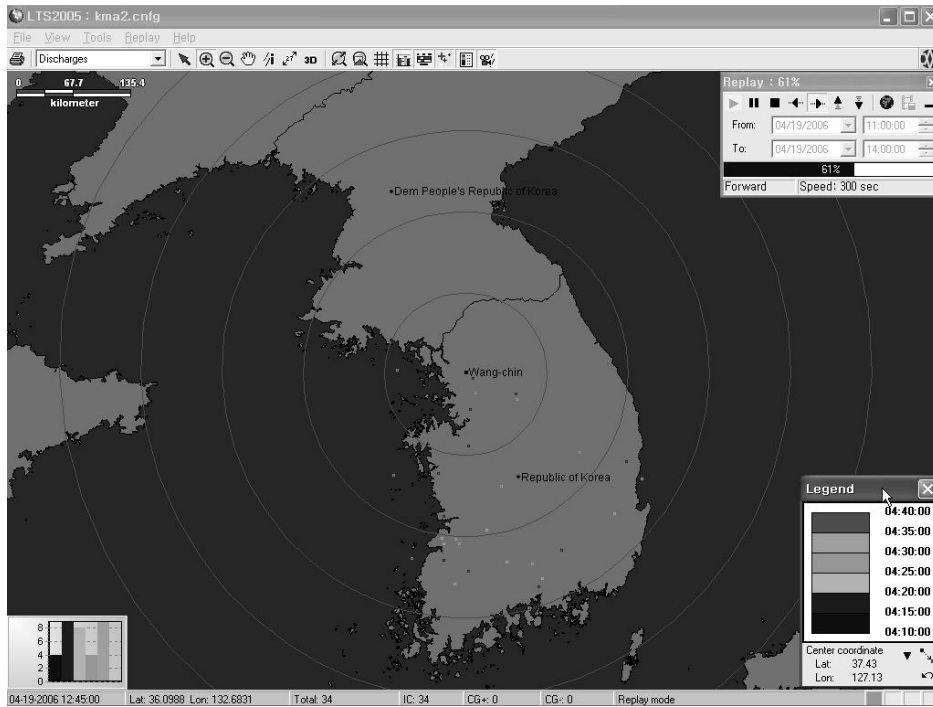 LTS2005 : kma2.cnfg
File View Tools Replay Help
Discharges
27 3D
0 67.7 135.4
kilometer
Replay : 61%
From: 04/19/2006 11:00:00
To: 04/19/2006 14:00:00
61%
Forward Speed: 300 sec
Dem People's Republic of Korea
Wang-chin
Republic of Korea
Legend
04:40:00
04:35:00
04:30:00
04:25:00
04:20:00
04:15:00
04:10:00
Center coordinate
Lat: 37.43
Lon: 127.13
8
6
4
2
0
04-19-2006 12:45:00 Lat: 36.0988 Lon: 132.6831 Total: 34 IC: 34 CG+: 0 CG-: 0 Replay mode